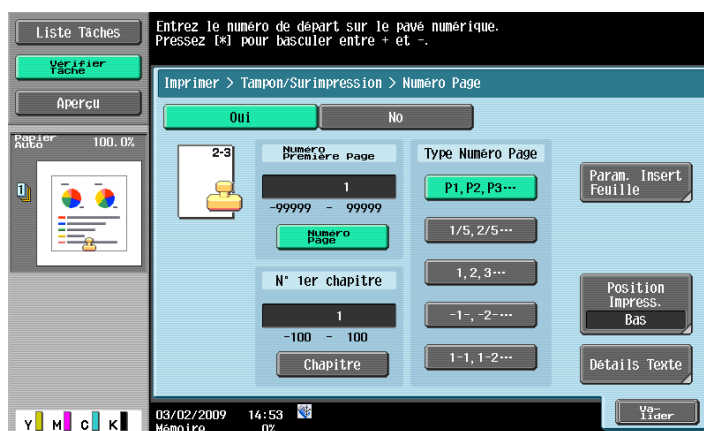 Liste Tâches
Vérifier
Tâche
Aperçu
Papier
Auto 100.0%
1
Y M C K
Entrez le numéro de départ sur le pavé numérique.
Pressez [*] pour basculer entre + et -.
Imprimer > Tampon/Surimpression > Numéro Page
Oui
No
2-3
Numéro
Première Page
1
-99999 - 99999
Numéro
Page
N° 1er chapitre
1
-100 - 100
Chapitre
Type Numéro Page
P1,P2,P3···
1/5,2/5···
1,2,3···
-1-,-2-···
1-1,1-2···
Param. Insert
Feuille
Position
Impress.
Bas
Détails Texte
03/02/2009 14:53
Mémoire 0%
Va-
lider